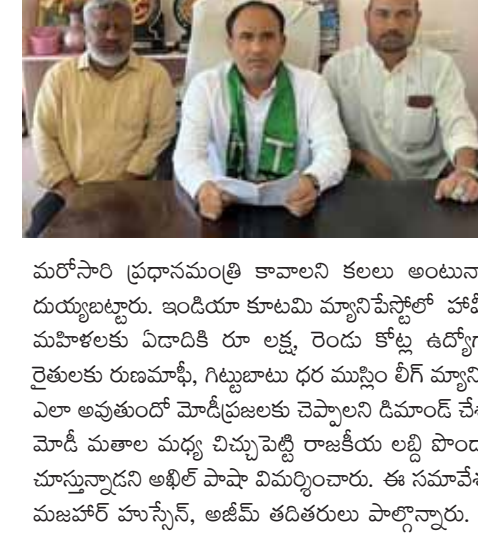 మరోసారి ప్రధానమంత్రి కావాలని కలలు అంటున్
దుయ్యబట్టారు. ఇండియా కూటమి మ్యానిపేస్టోలో హా
మహిళలకు ఏడాదికి రూ లక్ష, రెండు కోట్ల ఉద్యో
రైతులకు రుణమాఫీ, గిట్టుబాటు ధర ముస్లిం లీగ్ మ్యాని
ఎలా అవుతుందో మోడీప్రజలకు చెప్పాలని డిమాండ్ చే
మోడీ మతాల మధ్య చిచ్చుపెట్టి రాజకీయ లబ్ది పొంద
చూస్తున్నాడని అఖిల్ పాషా విమర్శించారు. ఈ సమావే
మజహార్ హుస్సేన్, అజీమ్ తదితరులు పాల్గొన్నారు.